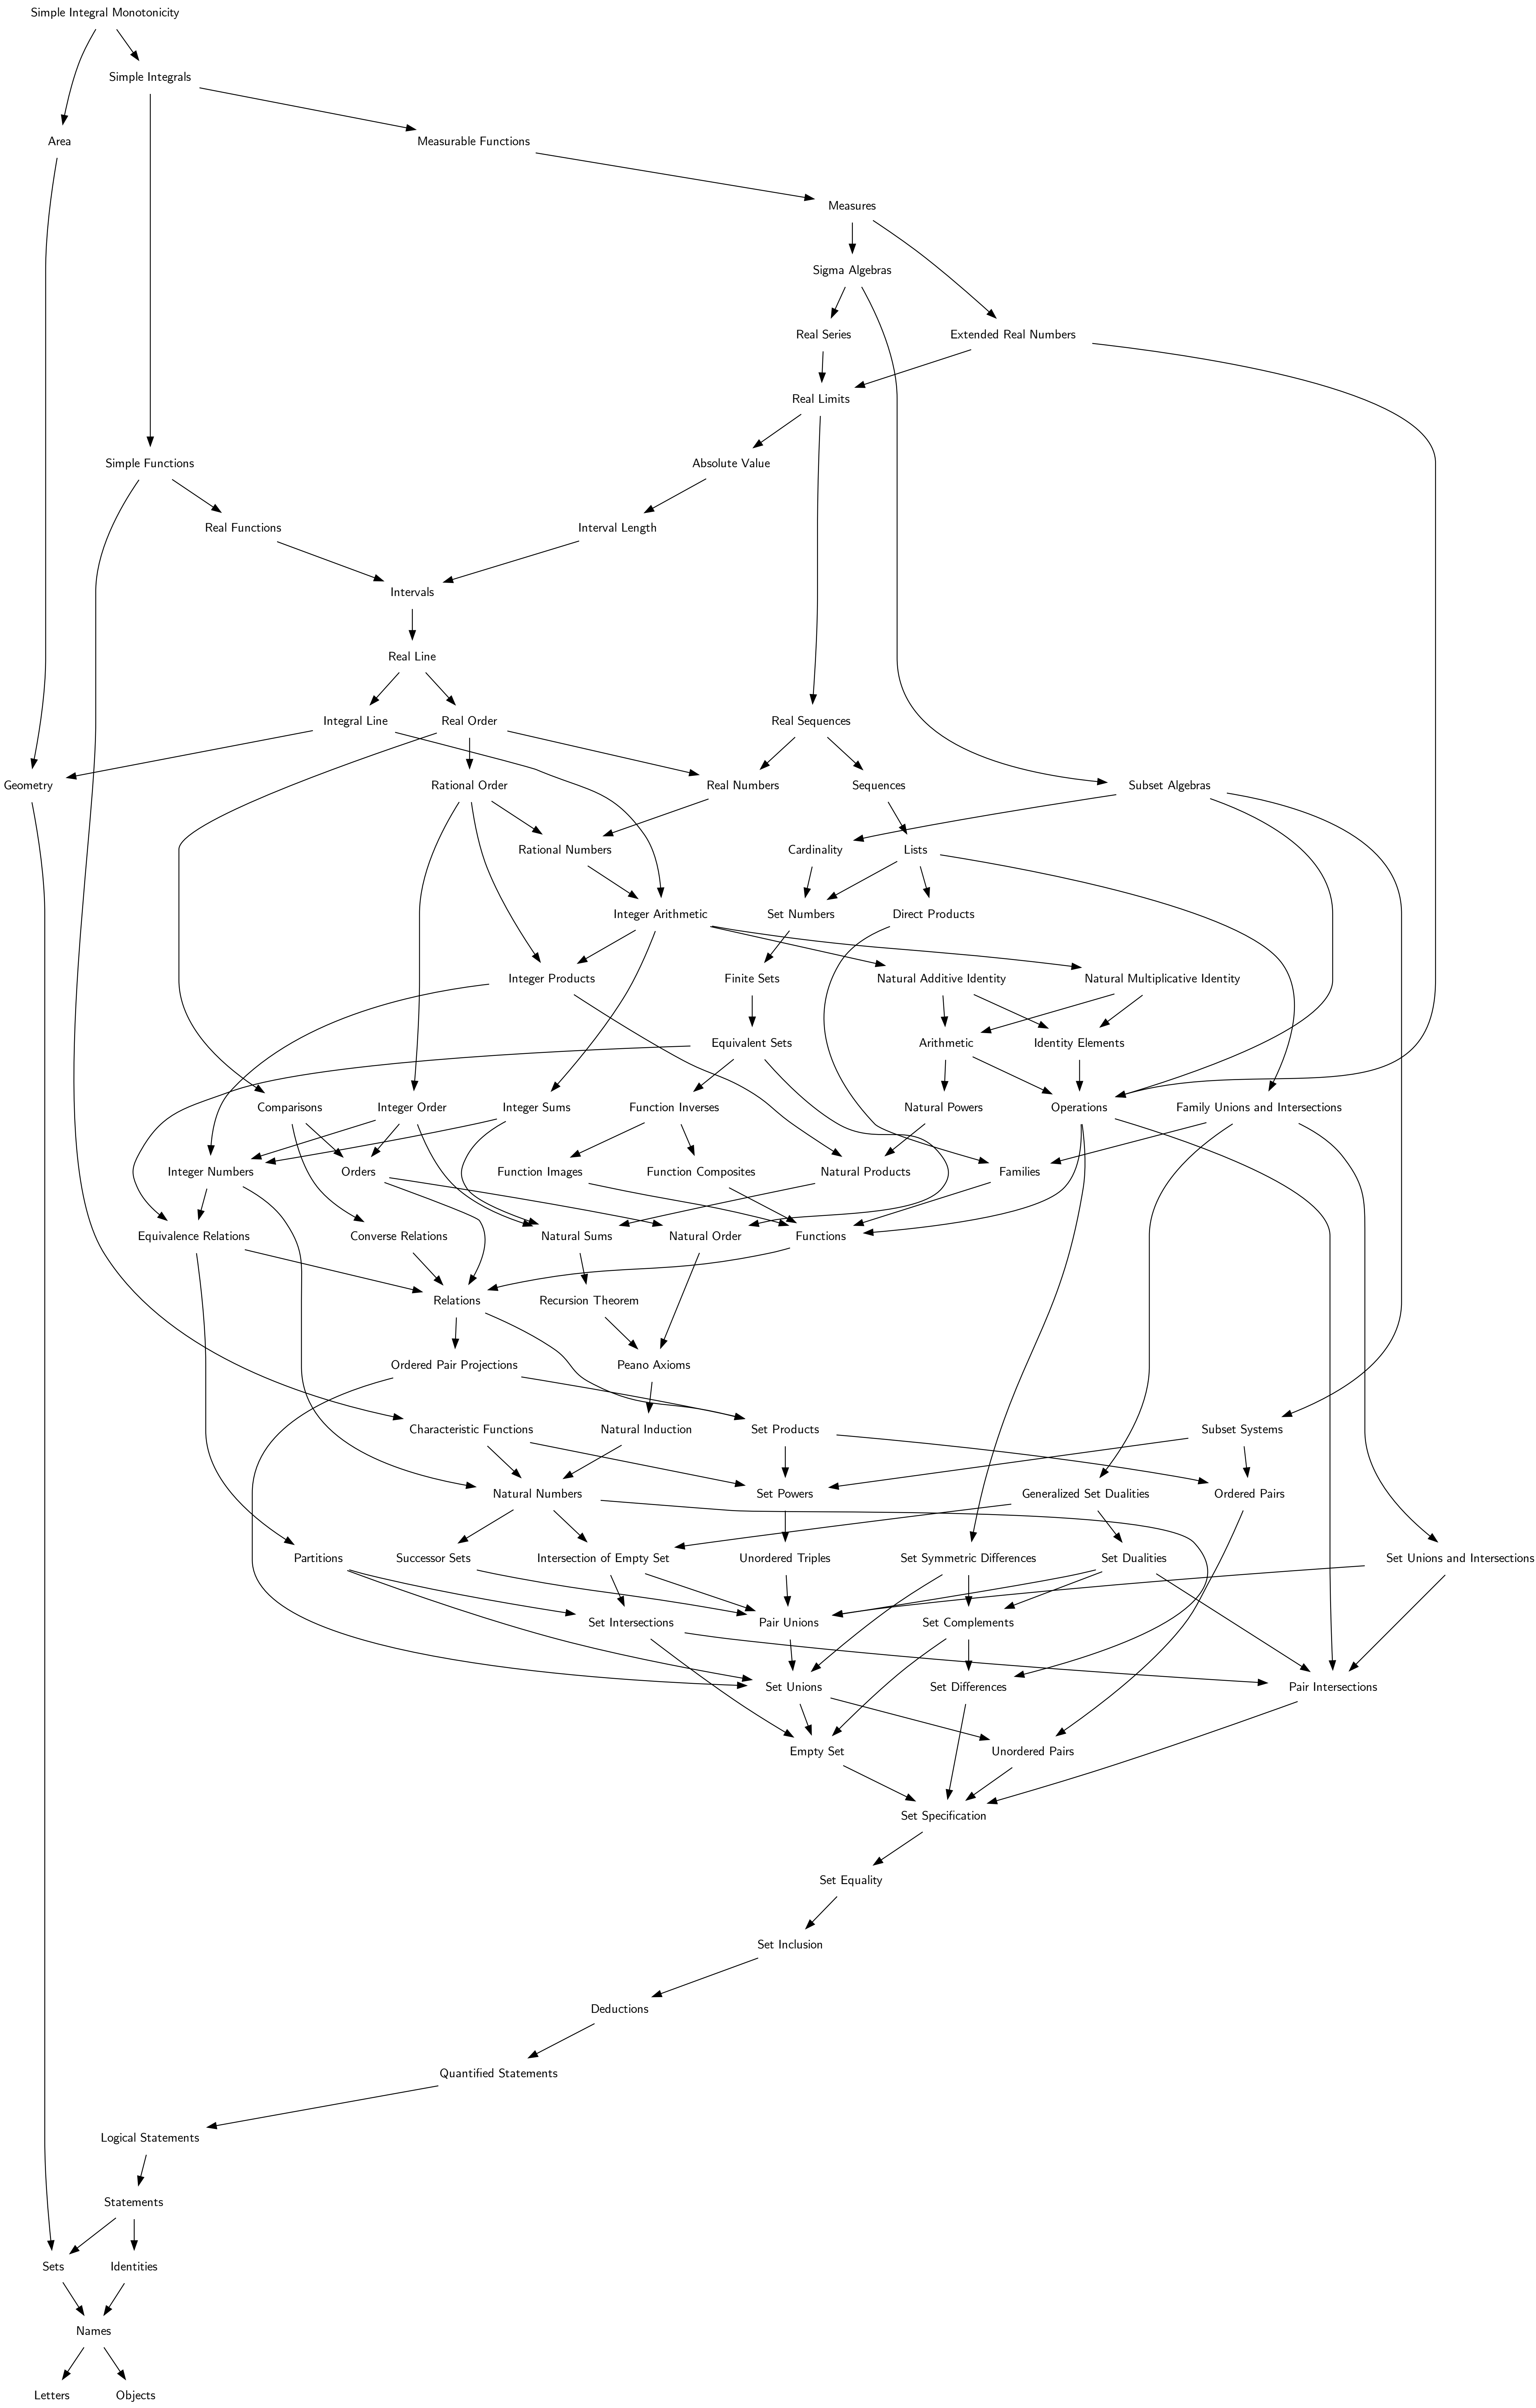 Simple Integral Monotonicity
Simple Integrals
Area
Measurable Functions
Measures
Sigma Algebras
Real Series
Extended Real Numbers
Real Limits
Simple Functions
Absolute Value
Real Functions
Interval Length
Intervals
Real Line
Integral Line
Real Order
Real Sequences
Geometry
Rational Order
Real Numbers
Sequences
Subset Algebras
Rational Numbers
Cardinality
Lists
Integer Arithmetic
Set Numbers
Direct Products
Integer Products
Finite Sets
Natural Additive Identity
Natural Multiplicative Identity
Equivalent Sets
Arithmetic
Identity Elements
Comparisons
Integer Order
Integer Sums
Function Inverses
Natural Powers
Operations
Family Unions and Intersections
Integer Numbers
Orders
Function Images
Function Composites
Natural Products
Families
Equivalence Relations
Converse Relations
Natural Sums
Natural Order
Functions
Relations
Recursion Theorem
Ordered Pair Projections
Peano Axioms
Characteristic Functions
Natural Induction
Set Products
Subset Systems
Natural Numbers
Set Powers
Generalized Set Dualities
Ordered Pairs
Partitions
Successor Sets
Intersection of Empty Set
Unordered Triples
Set Symmetric Differences
Set Dualities
Set Unions and Intersections
Set Intersections
Pair Unions
Set Complements
Set Unions
Set Differences
Pair Intersections
Empty Set
Unordered Pairs
Set Specification
Set Equality
Set Inclusion
Deductions
Quantified Statements
Logical Statements
Statements
Sets
Identities
Names
Letters
Objects